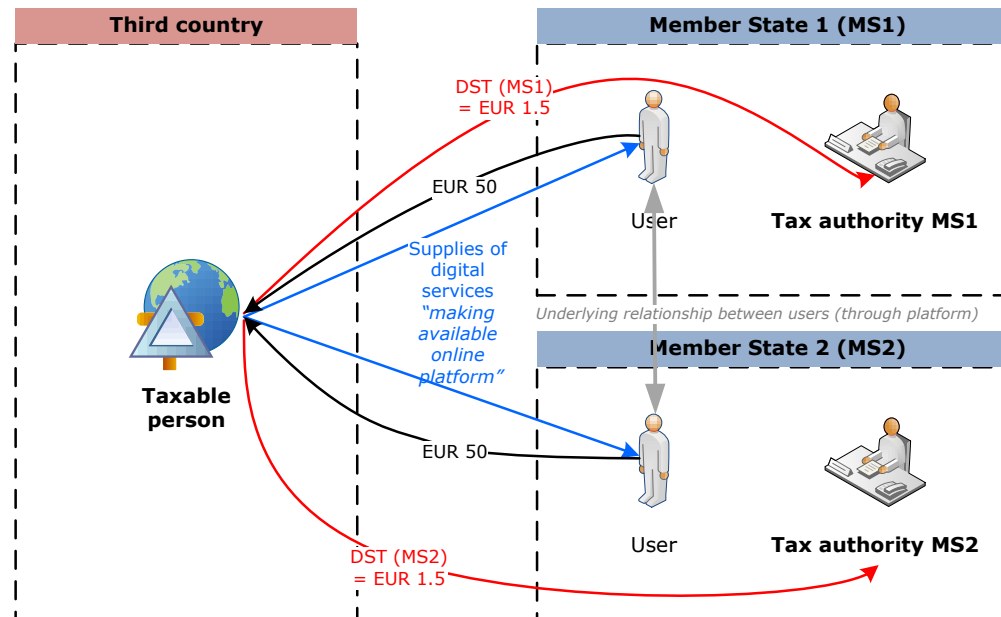 Third country
Member State 1 (MS1)
DST (MS1)
= EUR 1.5
EUR 50
User
Tax authority MS1
Supplies of
digital
services
“making
available
online
platform”
Underlying relationship between users (through platform)
Member State 2 (MS2)
Taxable
person
EUR 50
User
Tax authority MS2
DST (MS2)
= EUR 1.5